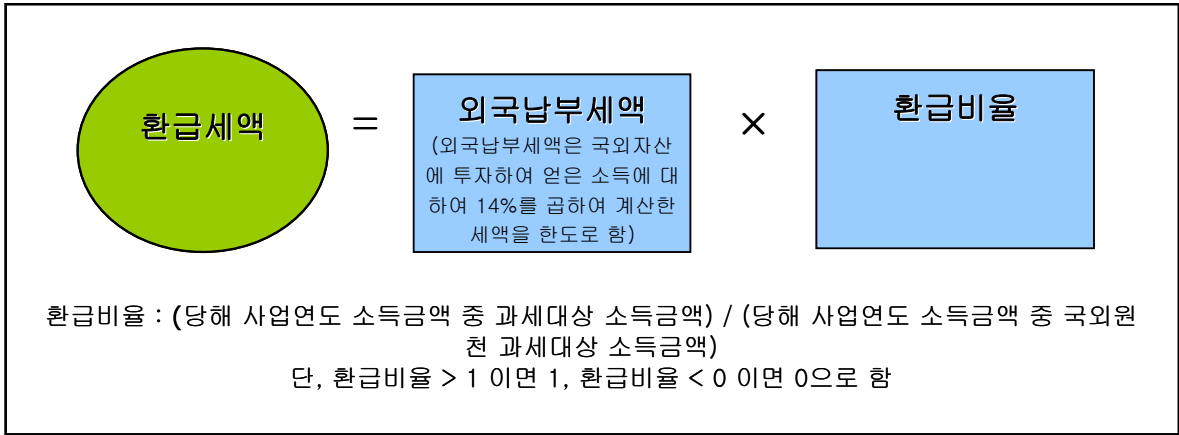 환급세액
=
외국납부세액
(외국납부세액은 국외자산
에 투자하여 얻은 소득에 대
하여 14%를 곱하여 계산한
세액을 한도로 함)
×
환급비율
환급비율 : (당해 사업연도 소득금액 중 과세대상 소득금액) / (당해 사업연도 소득금액 중 국외원
천 과세대상 소득금액)
단, 환급비율 > 1 이면 1, 환급비율 < 0 이면 0으로 함